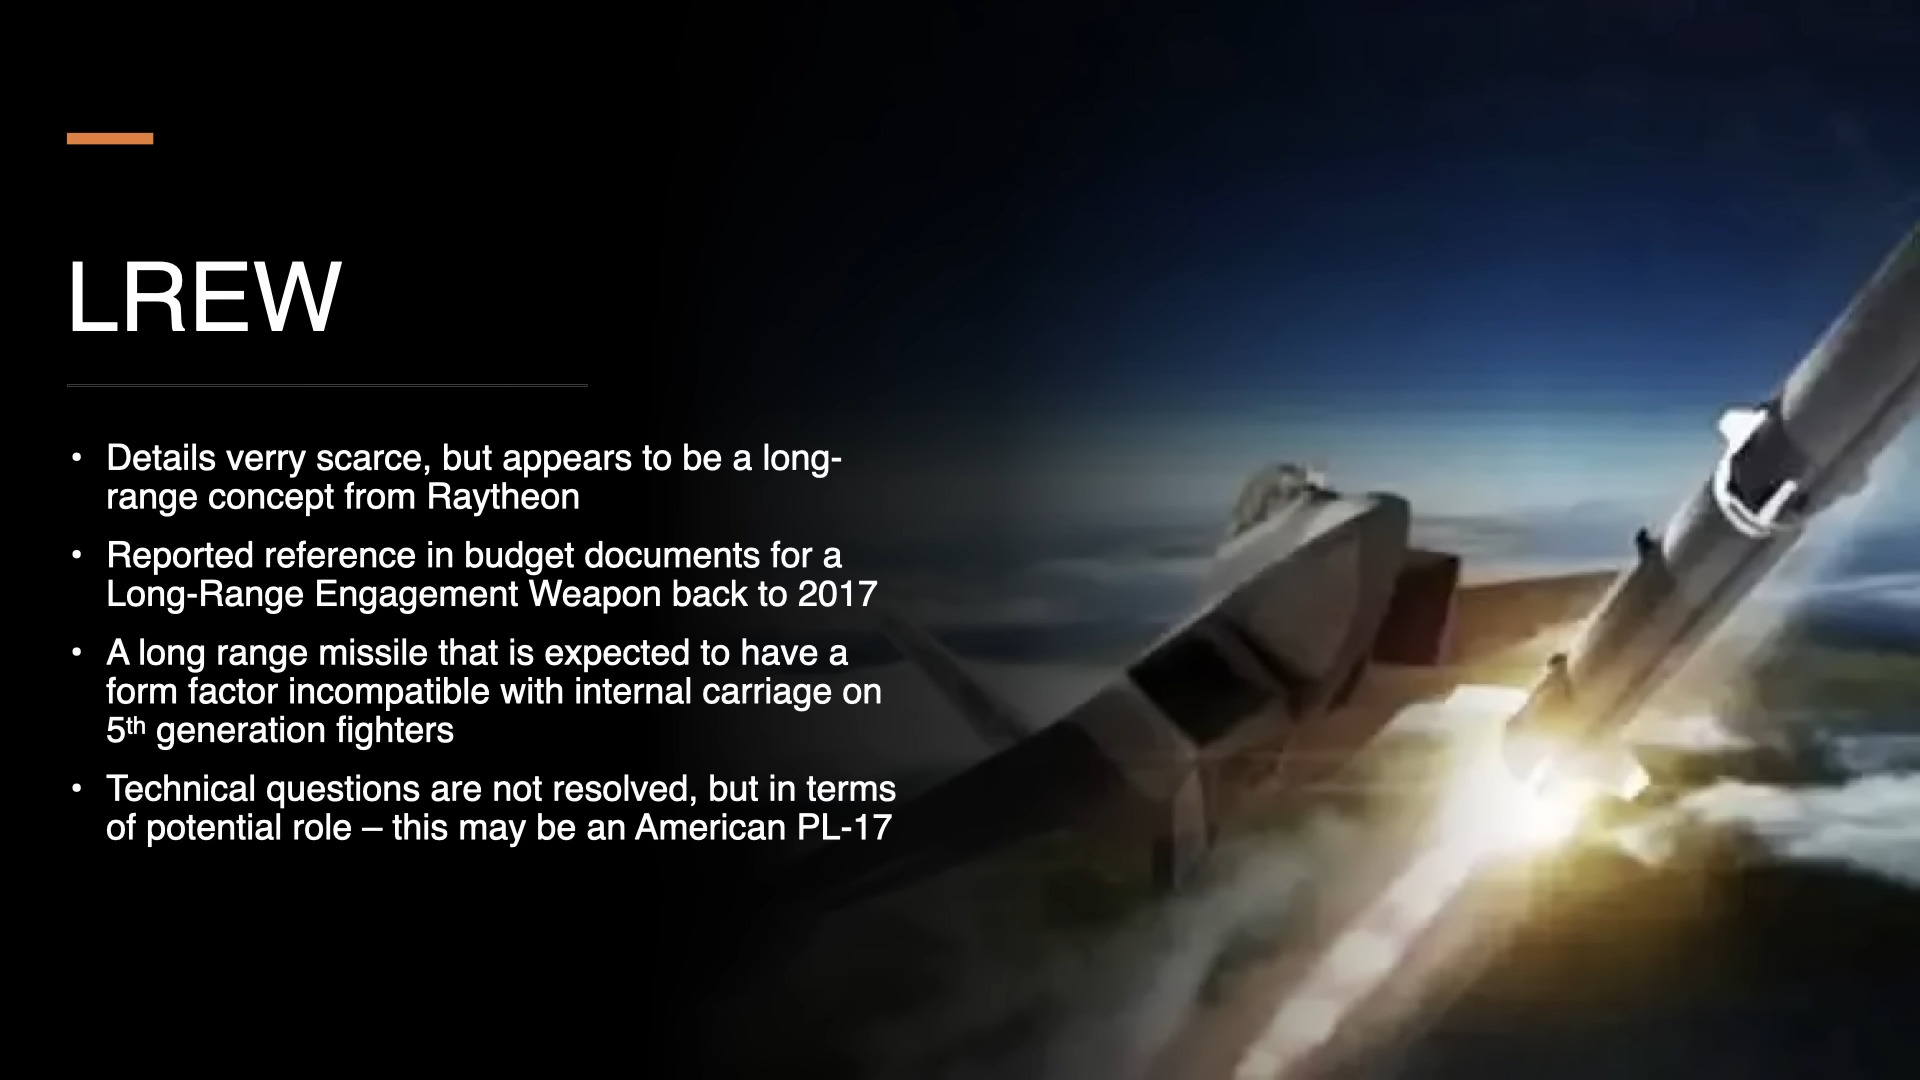 LREW
• Details verry scarce, but appears to be a long-
range concept from Raytheon
• Reported reference in budget documents for a
Long-Range Engagement Weapon back to 2017
• A long range missile that is expected to have a
form factor incompatible with internal carriage on
5th generation fighters
• Technical questions are not resolved, but in terms
of potential role – this may be an American PL-17